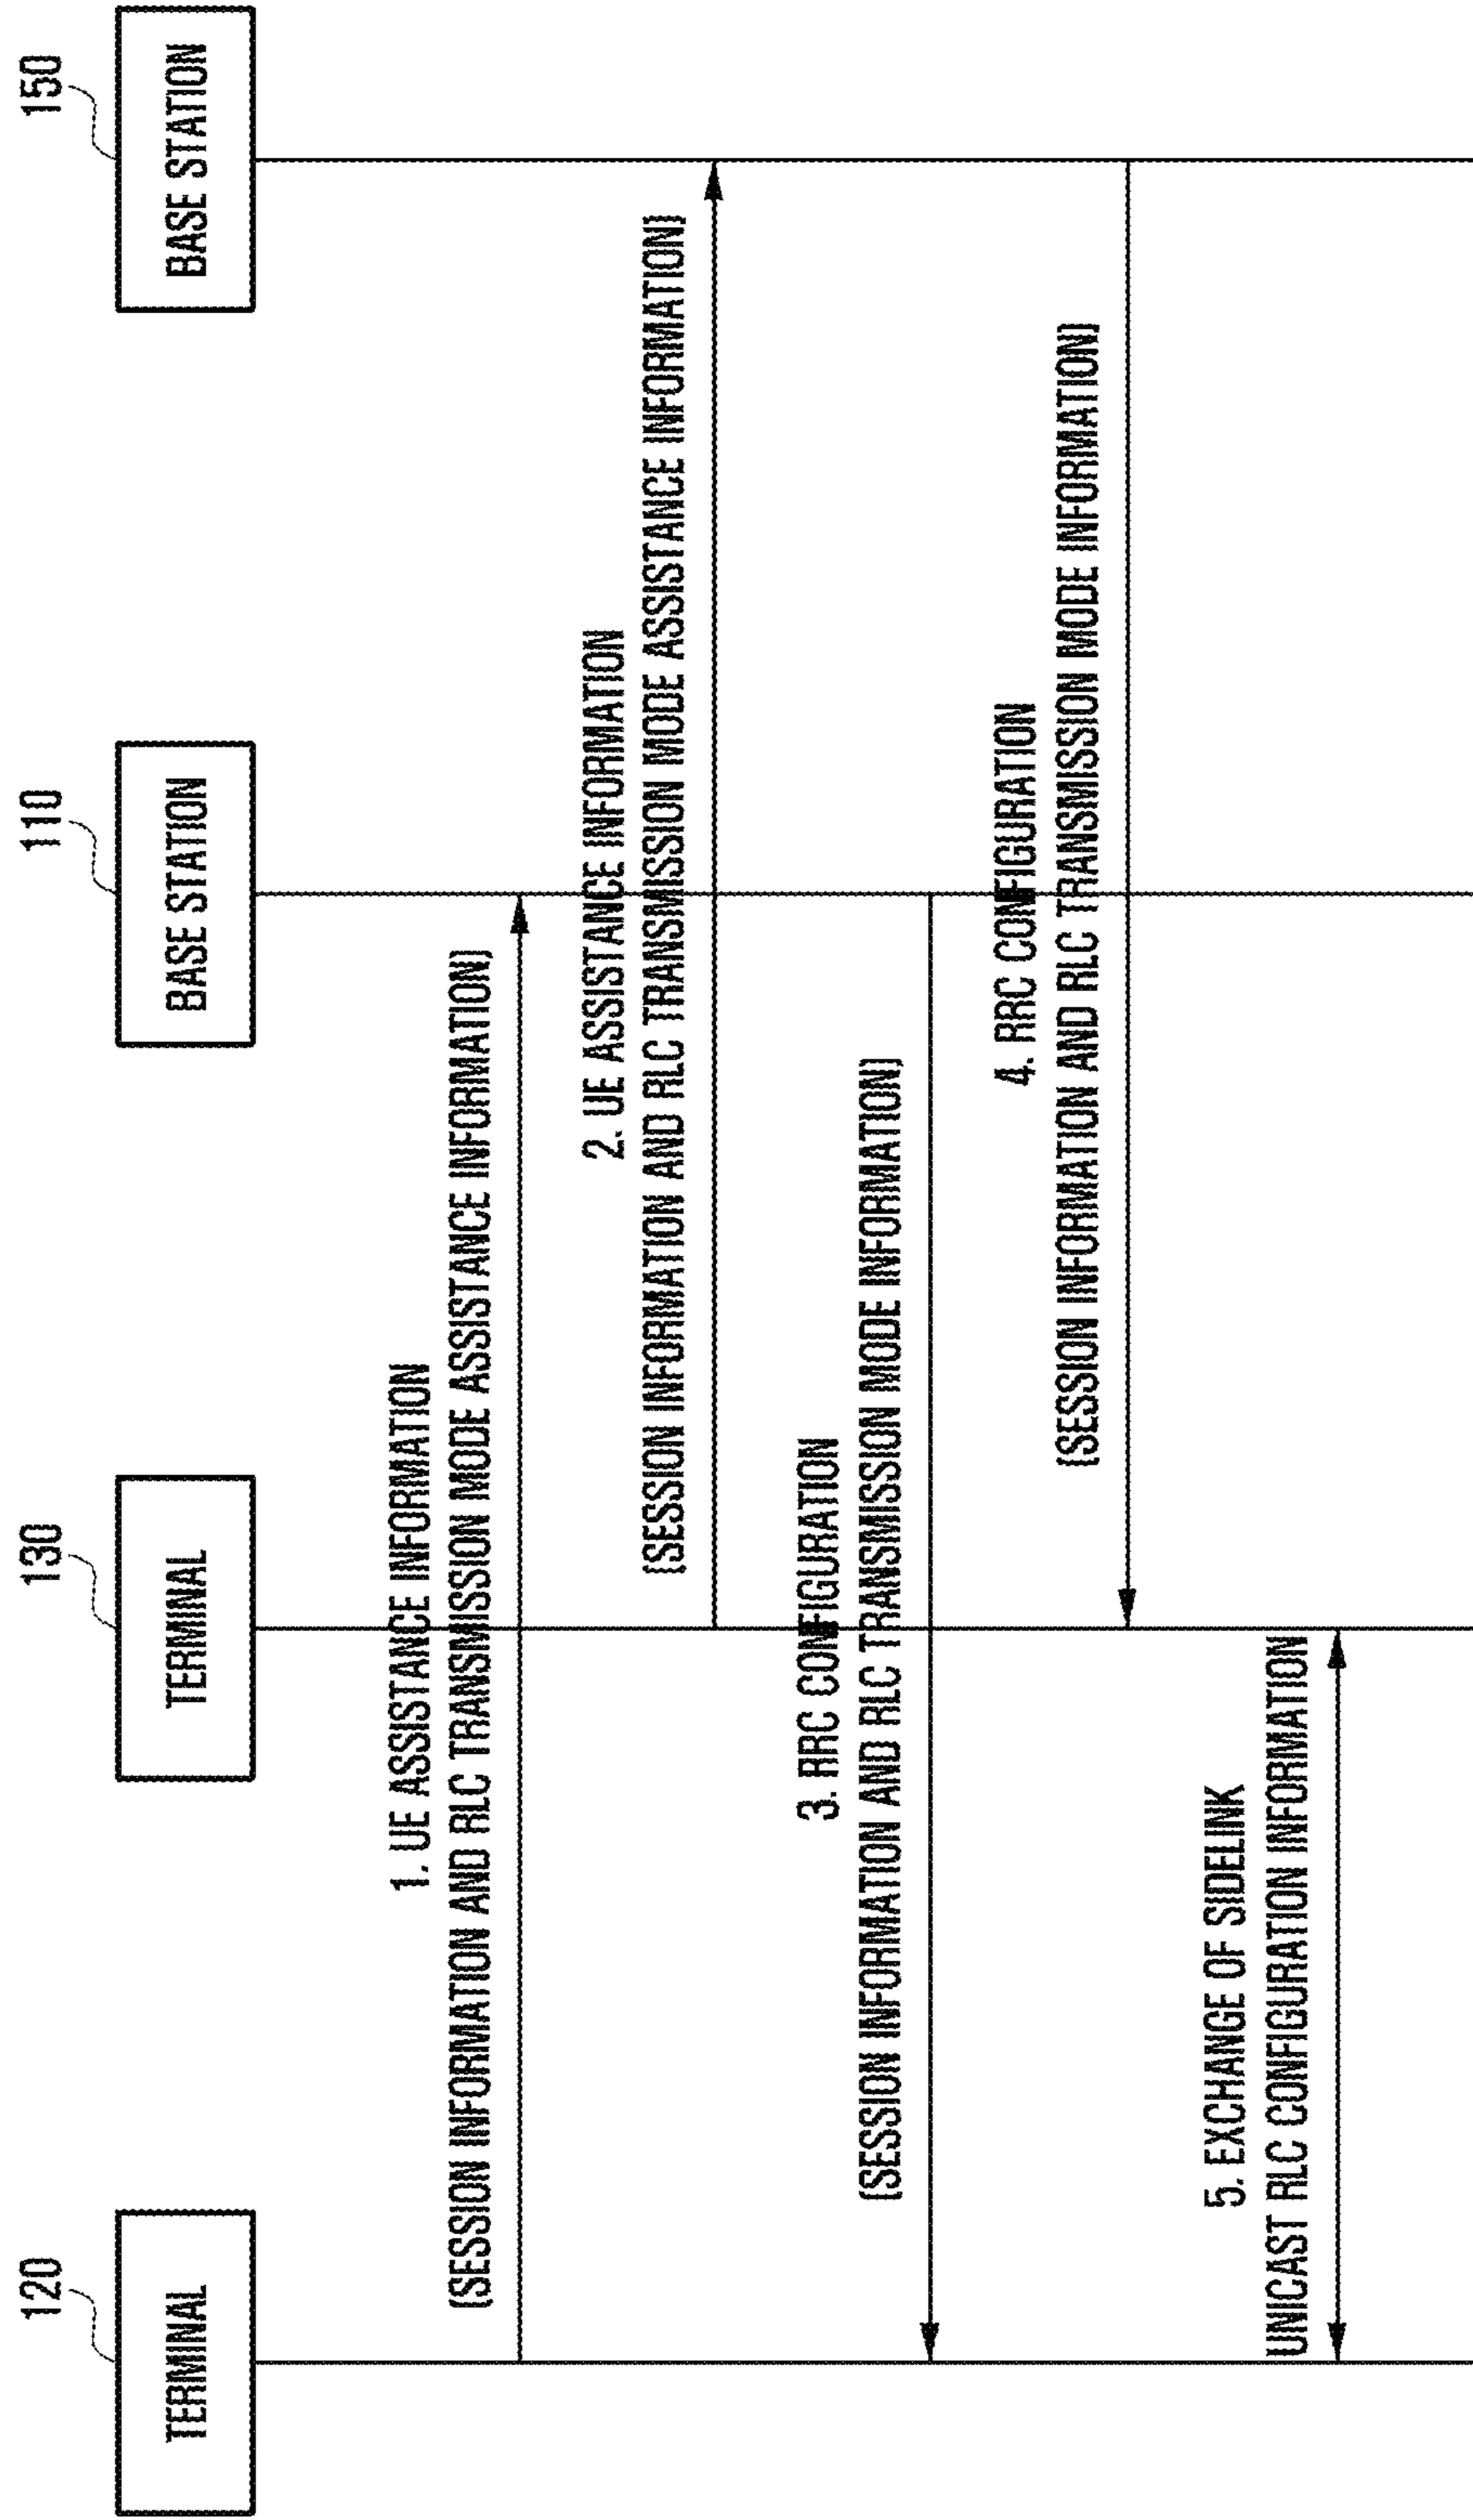 120
130
110
150
TERMINAL
TERMINAL
BASE STATION
BASE STATION
1. UE ASSISTANCE INFORMATION
(SESSION INFORMATION AND RLC TRANSMISSION MODE ASSISTANCE INFORMATION)
2. UE ASSISTANCE INFORMATION
(SESSION INFORMATION AND RLC TRANSMISSION MODE ASSISTANCE INFORMATION)
3. RRC CONFIGURATION
(SESSION INFORMATION AND RLC TRANSMISSION MODE INFORMATION)
4. RRC CONFIGURATION
(SESSION INFORMATION AND RLC TRANSMISSION MODE INFORMATION)
5. EXCHANGE OF SIDELINK
UNICAST RLC CONFIGURATION INFORMATION